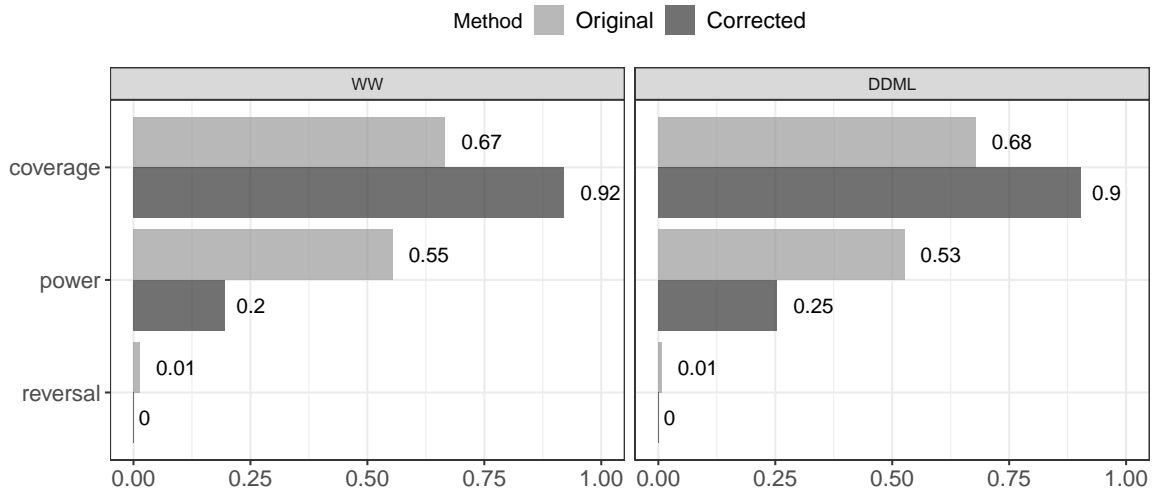 Method Original Corrected
WW DDML
coverage 0.67 0.68
0.92 0.9
power 0.55 0.53
0.2 0.25
reversal 0.01 0.01
0 0
0.00 0.25 0.50 0.75 1.00 0.00 0.25 0.50 0.75 1.00